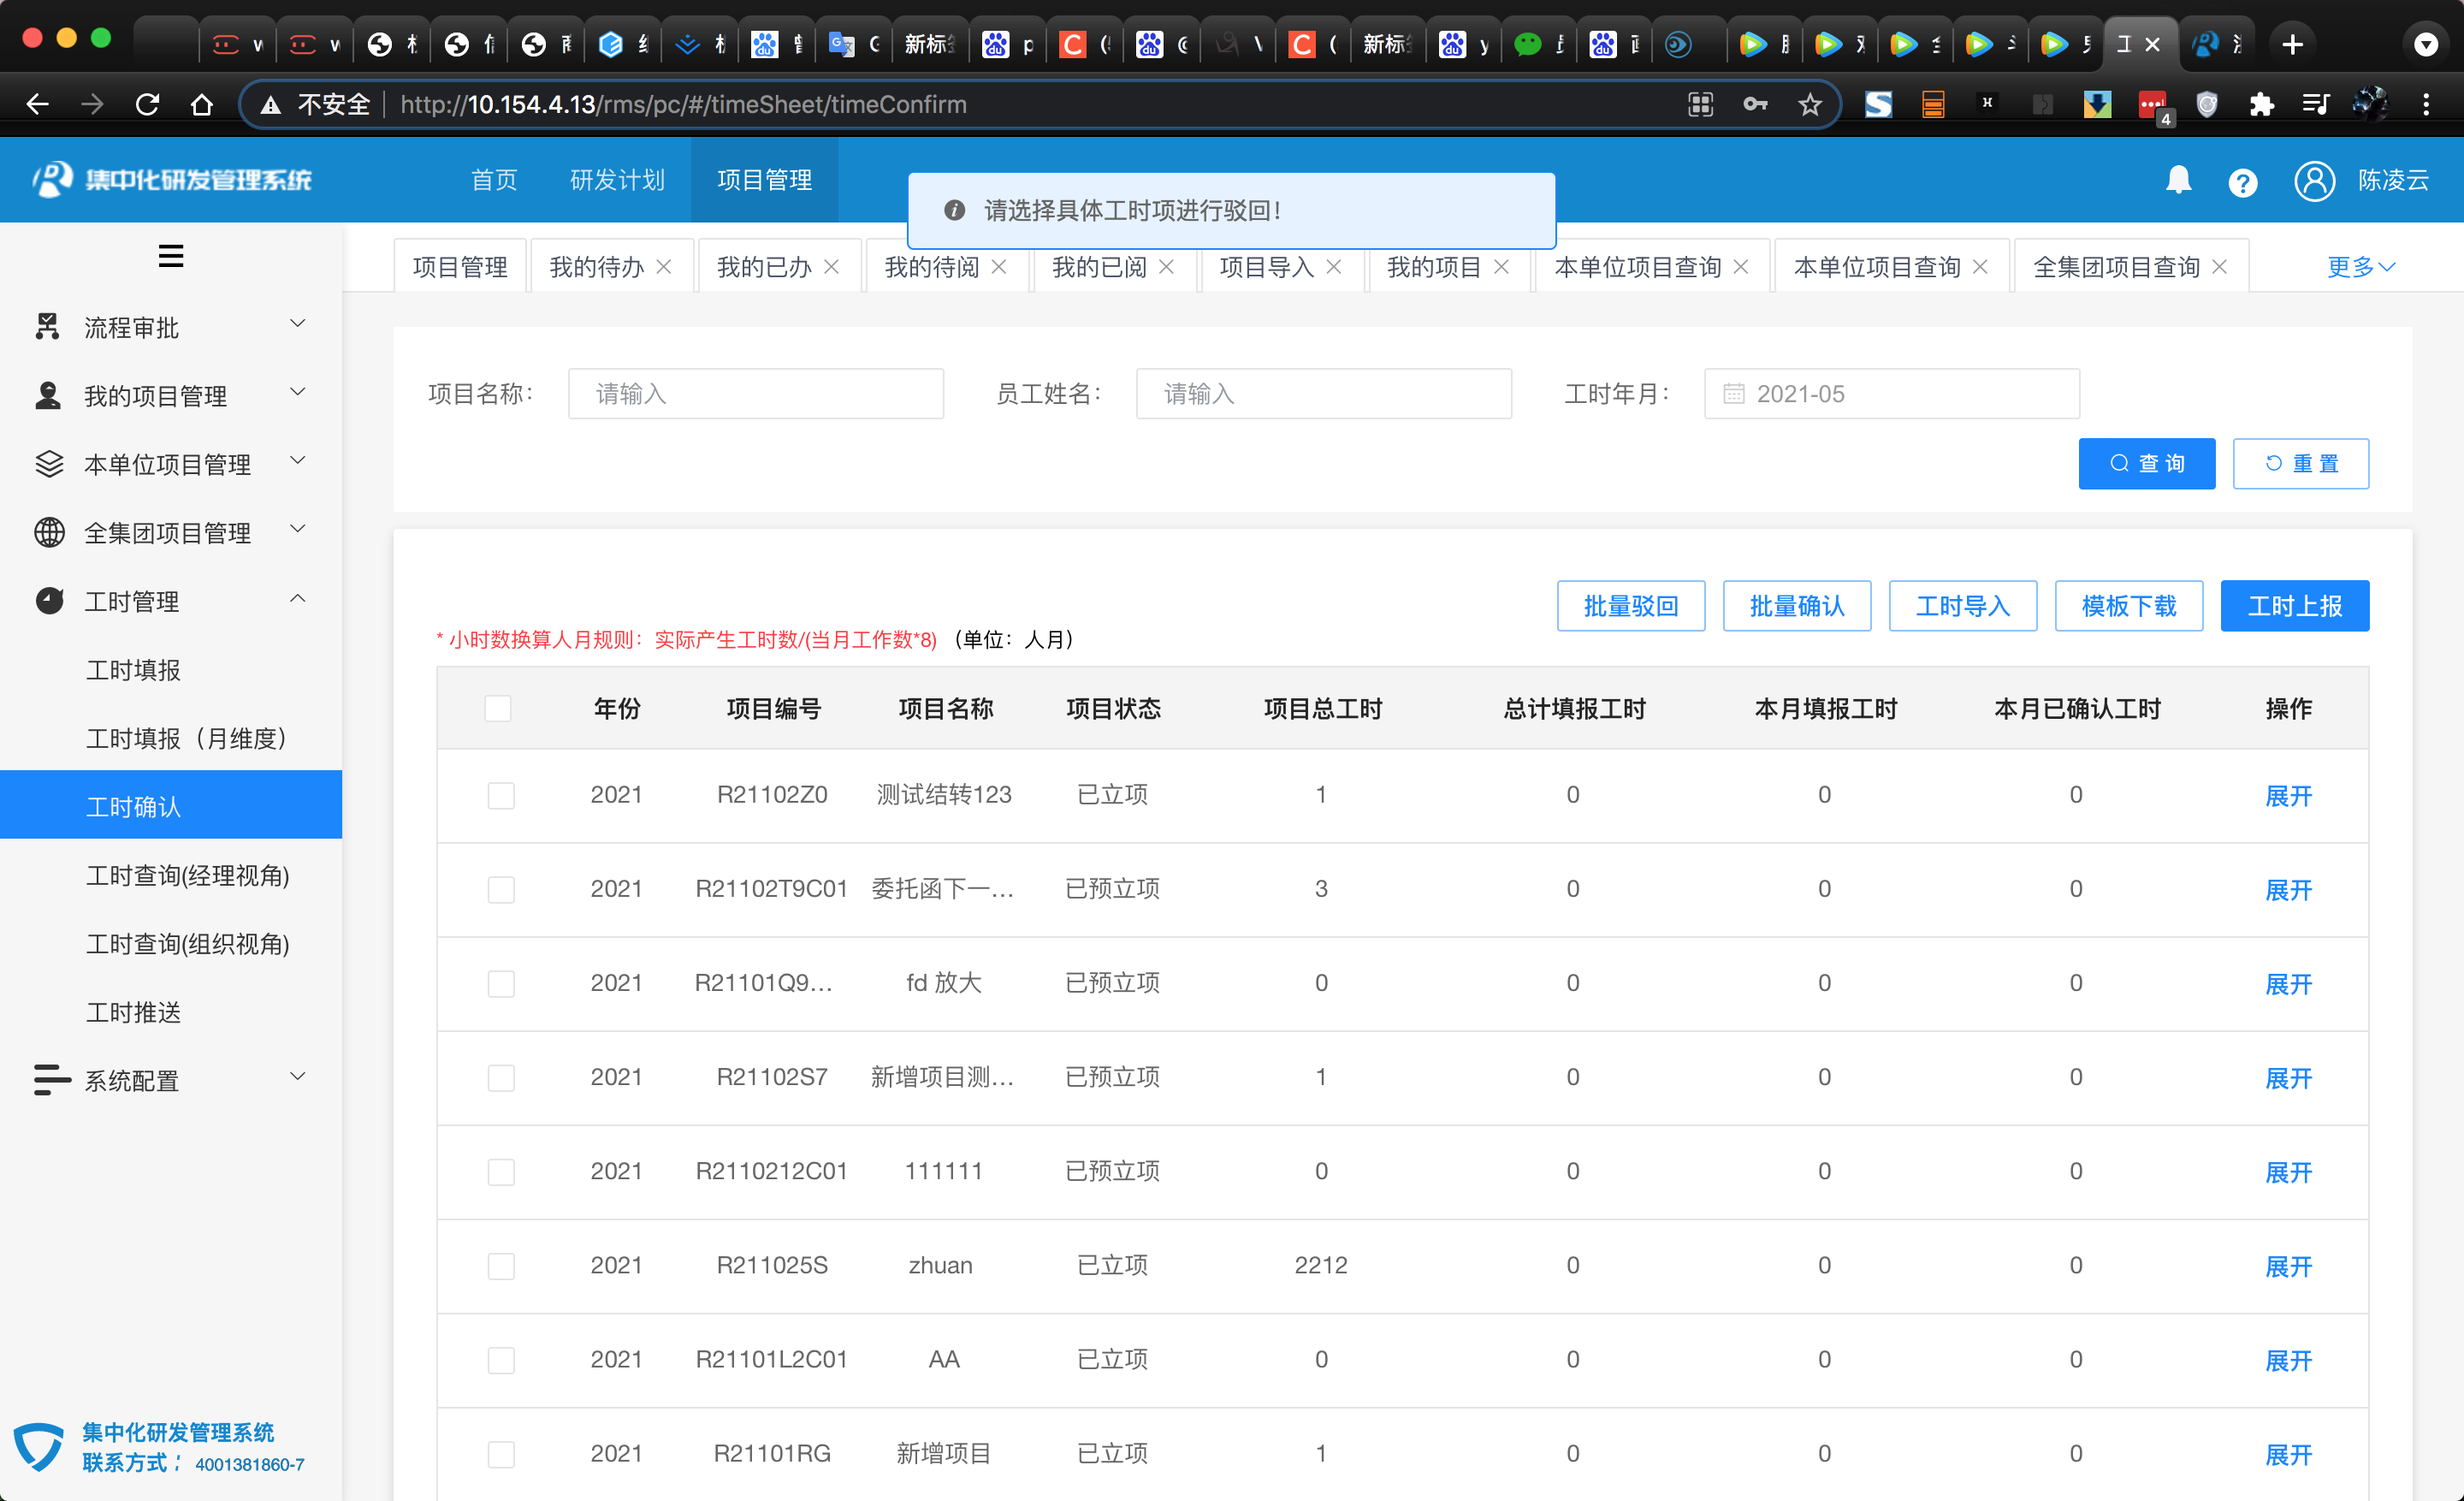 新标
新标
工
不安全 http://10.154.4.13/rms/pc/#/timeSheet/timeConfirm
4
集中化研发管理系统 首页 研发计划 项目管理 陈凌云
请选择具体工时项进行驳回！
项目管理 我的待办 我的已办 我的待阅 我的已阅 项目导入 我的项目 本单位项目查询 本单位项目查询 全集团项目查询 更多
流程审批
我的项目管理
本单位项目管理
全集团项目管理
工时管理
工时填报
工时填报（月维度）
工时确认
工时查询(经理视角)
工时查询(组织视角)
工时推送
系统配置
集中化研发管理系统
联系方式： 4001381860-7
项目名称： 请输入 员工姓名： 请输入 工时年月： 2021-05
查 询 重 置
批量驳回 批量确认 工时导入 模板下载 工时上报
* 小时数换算人月规则：实际产生工时数/(当月工作数*8) （单位：人月）
年份 项目编号 项目名称 项目状态 项目总工时 总计填报工时 本月填报工时 本月已确认工时 操作
2021 R21102Z0 测试结转123 已立项 1 0 0 0 展开
2021 R21102T9C01 委托函下一... 已预立项 3 0 0 0 展开
2021 R21101Q9... fd 放大 已预立项 0 0 0 0 展开
2021 R21102S7 新增项目测... 已预立项 1 0 0 0 展开
2021 R2110212C01 111111 已预立项 0 0 0 0 展开
2021 R211025S zhuan 已立项 2212 0 0 0 展开
2021 R21101L2C01 AA 已立项 0 0 0 0 展开
2021 R21101RG 新增项目 已立项 1 0 0 0 展开